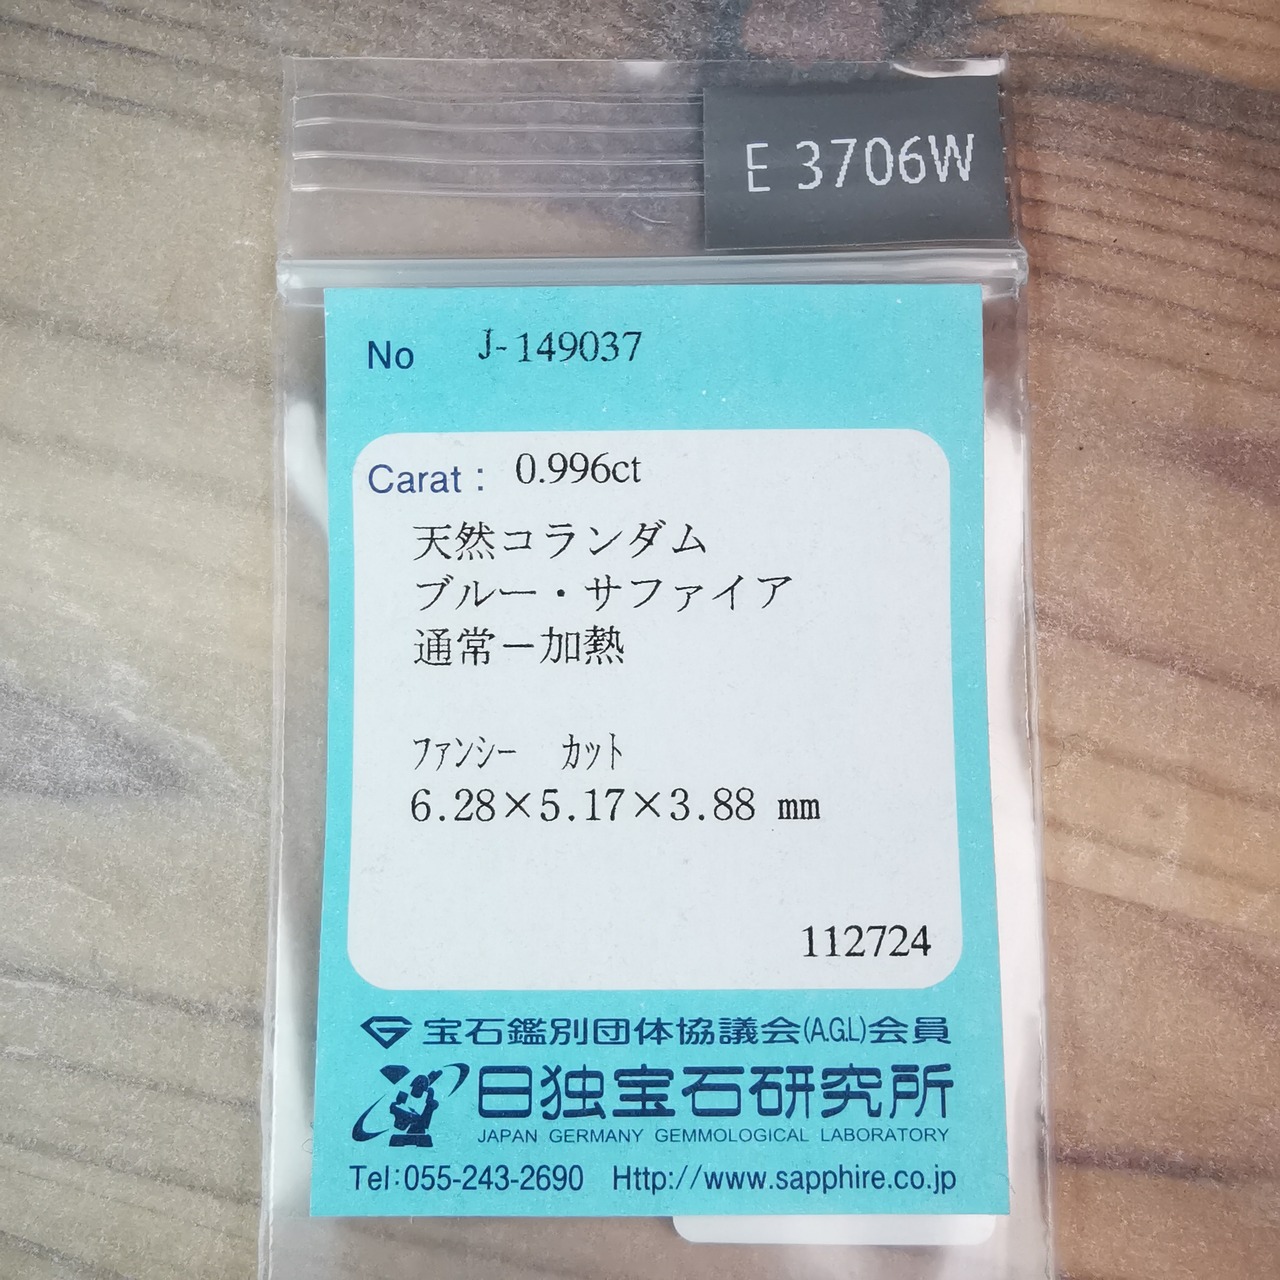 E 3706W
No J-149037
Carat : 0.996ct
天然コランダム
ブルー・サファイア
通常－加熱
ﾌｧﾝｼｰ ｶｯﾄ
6.28×5.17×3.88 mm
112724
宝石鑑別団体協議会(A.G.L)会員
日独宝石研究所
JAPAN GERMANY GEMMOLOGICAL LABORATORY
Tel:055-243-2690 Http://www.sapphire.co.jp